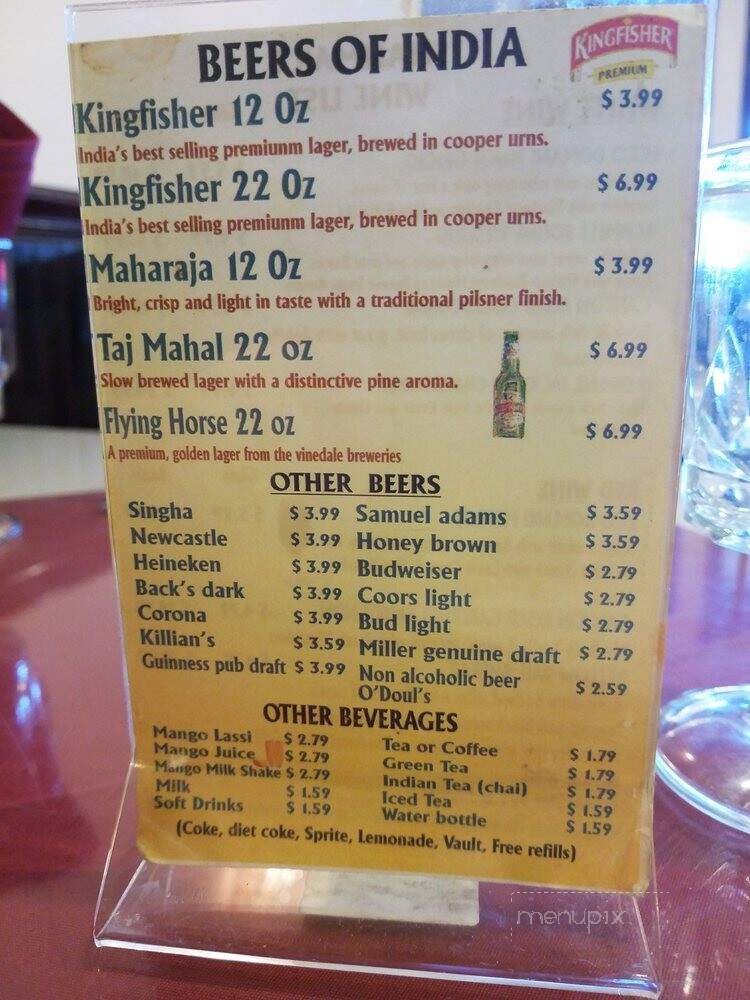 BEERS OF INDIA
KINGFISHER
PREMIUM
Kingfisher 12 Oz $ 3.99
India's best selling premiunm lager, brewed in cooper urns.
Kingfisher 22 Oz $ 6.99
India's best selling premiunm lager, brewed in cooper urns.
Maharaja 12 Oz $ 3.99
Bright, crisp and light in taste with a traditional pilsner finish.
Taj Mahal 22 oz $ 6.99
Slow brewed lager with a distinctive pine aroma.
Flying Horse 22 oz $ 6.99
A premium, golden lager from the vinedale breweries
OTHER BEERS
Singha $ 3.99 Samuel adams $ 3.59
Newcastle $ 3.99 Honey brown $ 3.59
Heineken $ 3.99 Budweiser $ 2.79
Back's dark $ 3.99 Coors light $ 2.79
Corona $ 3.99 Bud light $ 2.79
Killian's $ 3.59 Miller genuine draft $ 2.79
Guinness pub draft $ 3.99 Non alcoholic beer
O'Doul's $ 2.59
OTHER BEVERAGES
Mango Lassi $ 2.79 Tea or Coffee $ 1.79
Mango Juice $ 2.79 Green Tea $ 1.79
Mango Milk Shake $ 2.79 Indian Tea (chai) $ 1.79
Milk $ 1.59 Iced Tea $ 1.59
Soft Drinks $ 1.59 Water bottle $ 1.59
(Coke, diet coke, Sprite, Lemonade, Vault, Free refills)
menupix